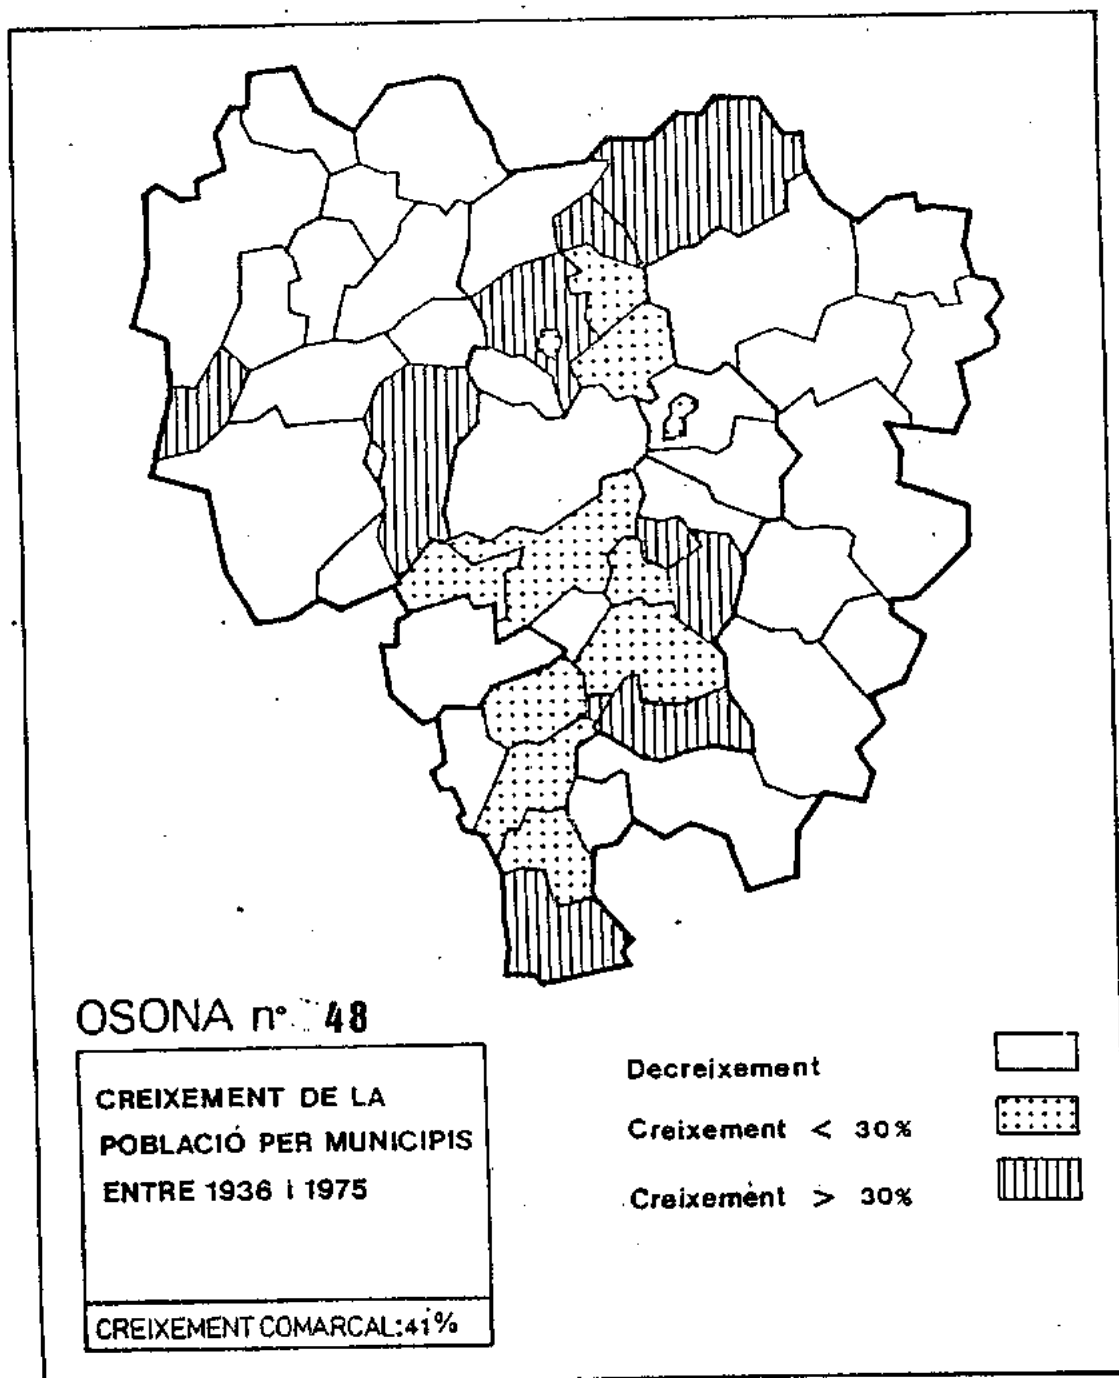 OSONA nº 48
CREIXEMENT DE LA
POBLACIÓ PER MUNICIPIS
ENTRE 1936 i 1975
CREIXEMENT COMARCAL:41%
Decreixement
Creixement < 30%
Creixement > 30%